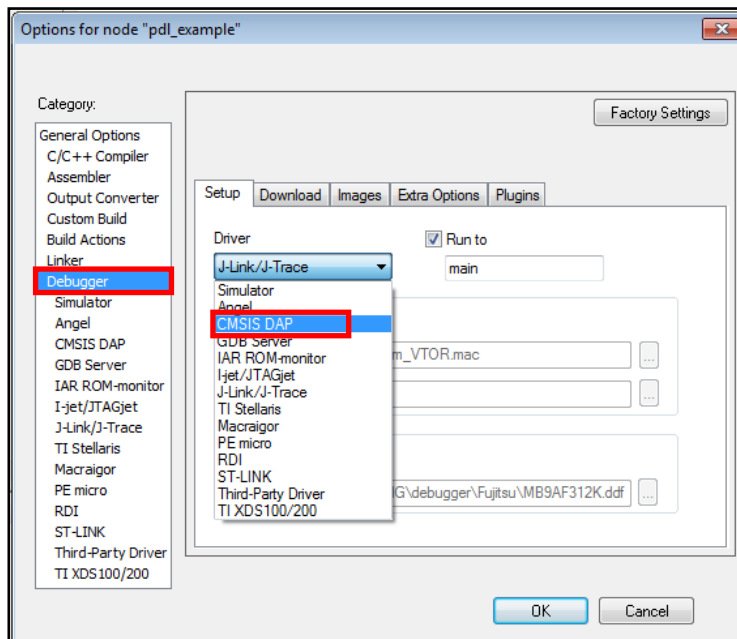 Options for node "pdl_example"
Category:
Factory Settings
General Options
C/C++ Compiler
Assembler
Output Converter
Custom Build
Build Actions
Linker
Debugger
Simulator
Angel
CMSIS DAP
GDB Server
IAR ROM-monitor
I-jet/JTAGjet
J-Link/J-Trace
TI Stellaris
Macraigor
PE micro
RDI
ST-LINK
Third-Party Driver
TI XDS100/200
Setup Download Images Extra Options Plugins
Driver
Run to
J-Link/J-Trace
main
Simulator
Angel
CMSIS DAP
GDB Server
IAR ROM-monitor
I-jet/JTAGjet
J-Link/J-Trace
TI Stellaris
Macraigor
PE micro
RDI
ST-LINK
Third-Party Driver
TI XDS100/200
m_VTOR.mac
...
...
IG\debugger\Fujitsu\MB9AF312K.ddf
...
OK Cancel